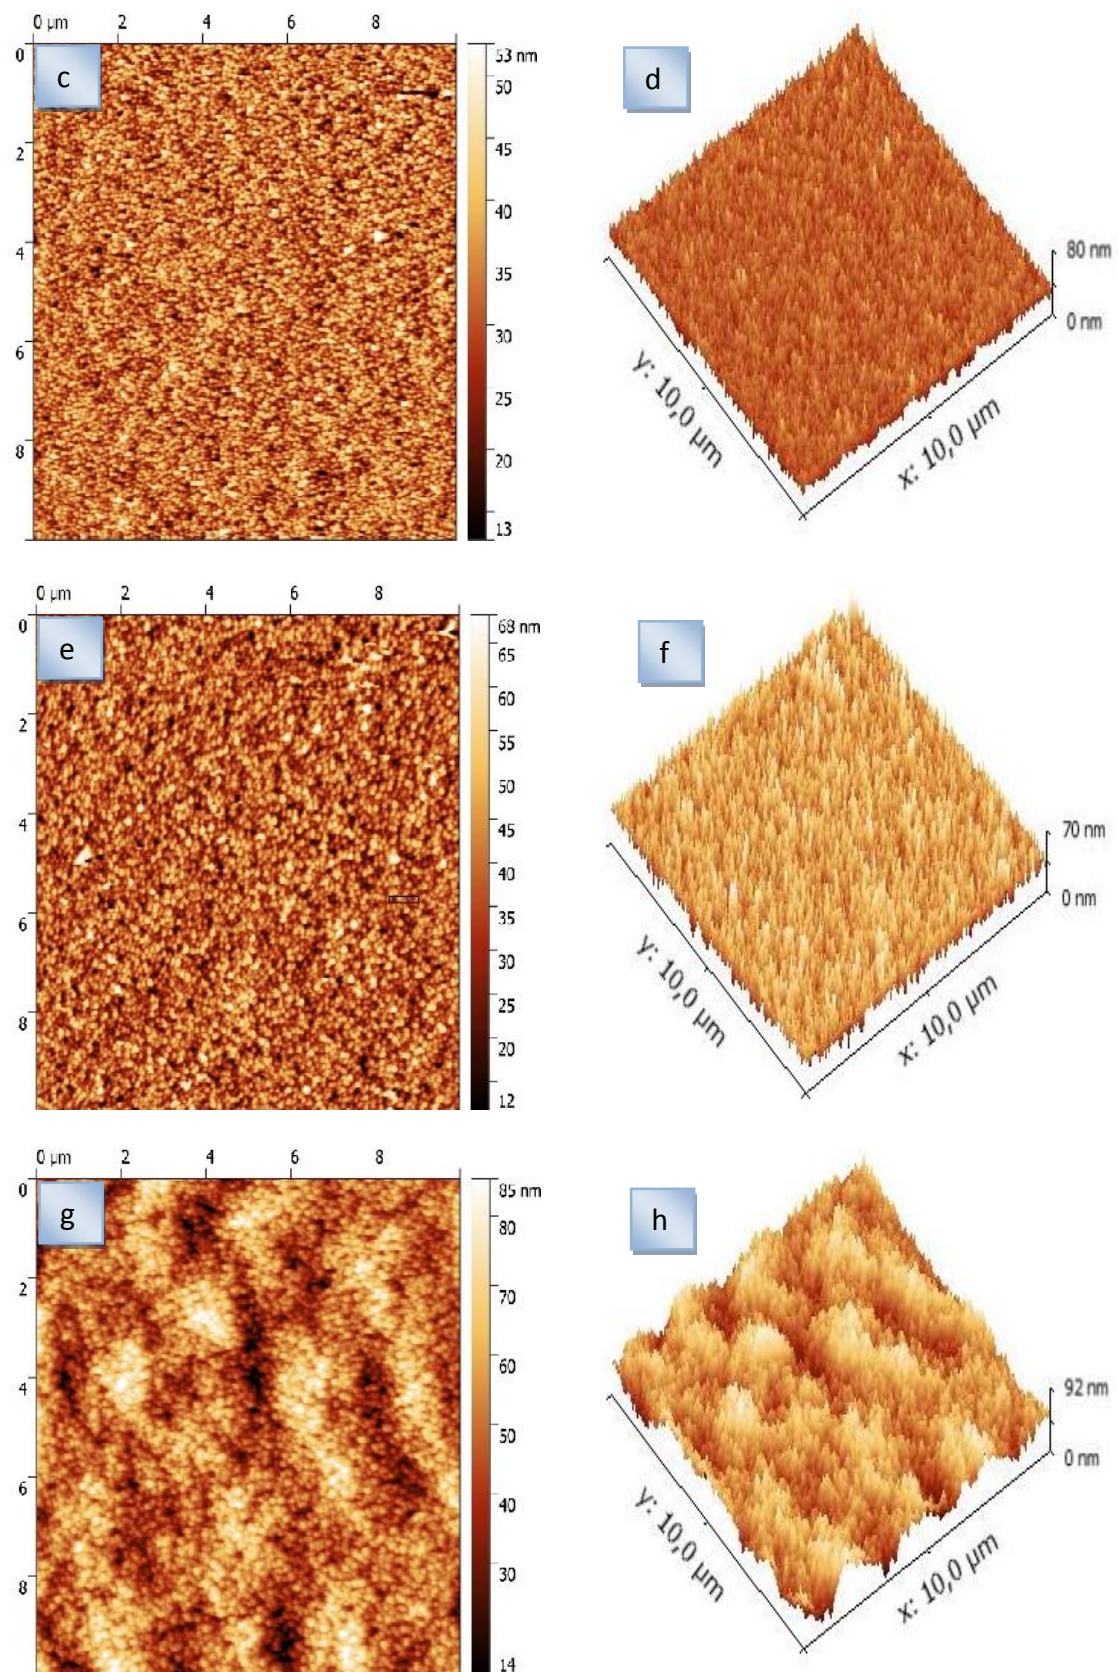 0 μm 2 4 6 8
c
0
2
4
6
8
53 nm
50
45
40
35
30
25
20
13
d
80 nm
0 nm
y: 10,0 μm
x: 10,0 μm
0 μm 2 4 6 8
e
0
2
4
6
8
68 nm
65
60
55
50
45
40
35
30
25
20
12
f
70 nm
0 nm
y: 10,0 μm
x: 10,0 μm
0 μm 2 4 6 8
g
0
2
4
6
8
85 nm
80
70
60
50
40
30
14
h
92 nm
0 nm
y: 10,0 μm
x: 10,0 μm